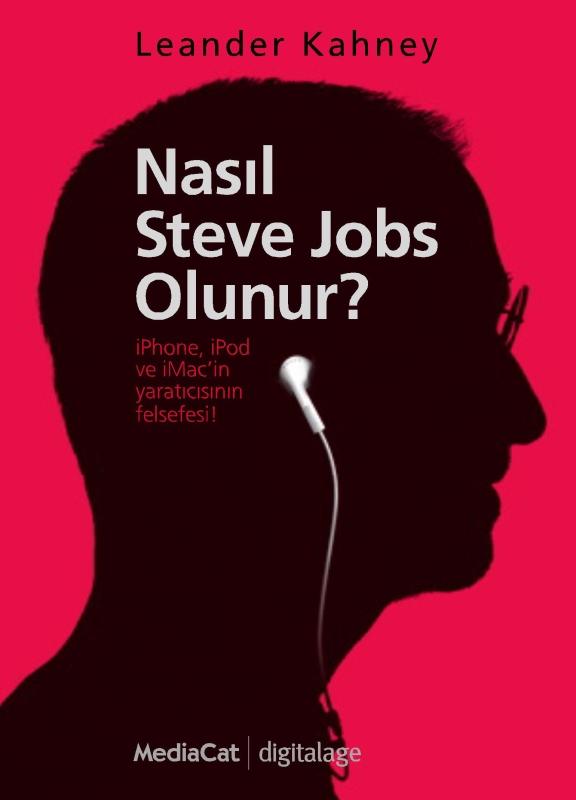 Leander Kahney
Nasıl
Steve Jobs
Olunur?
iPhone, iPod
ve iMac'in
yaratıcısının
felsefesi!
MediaCat | digitalage